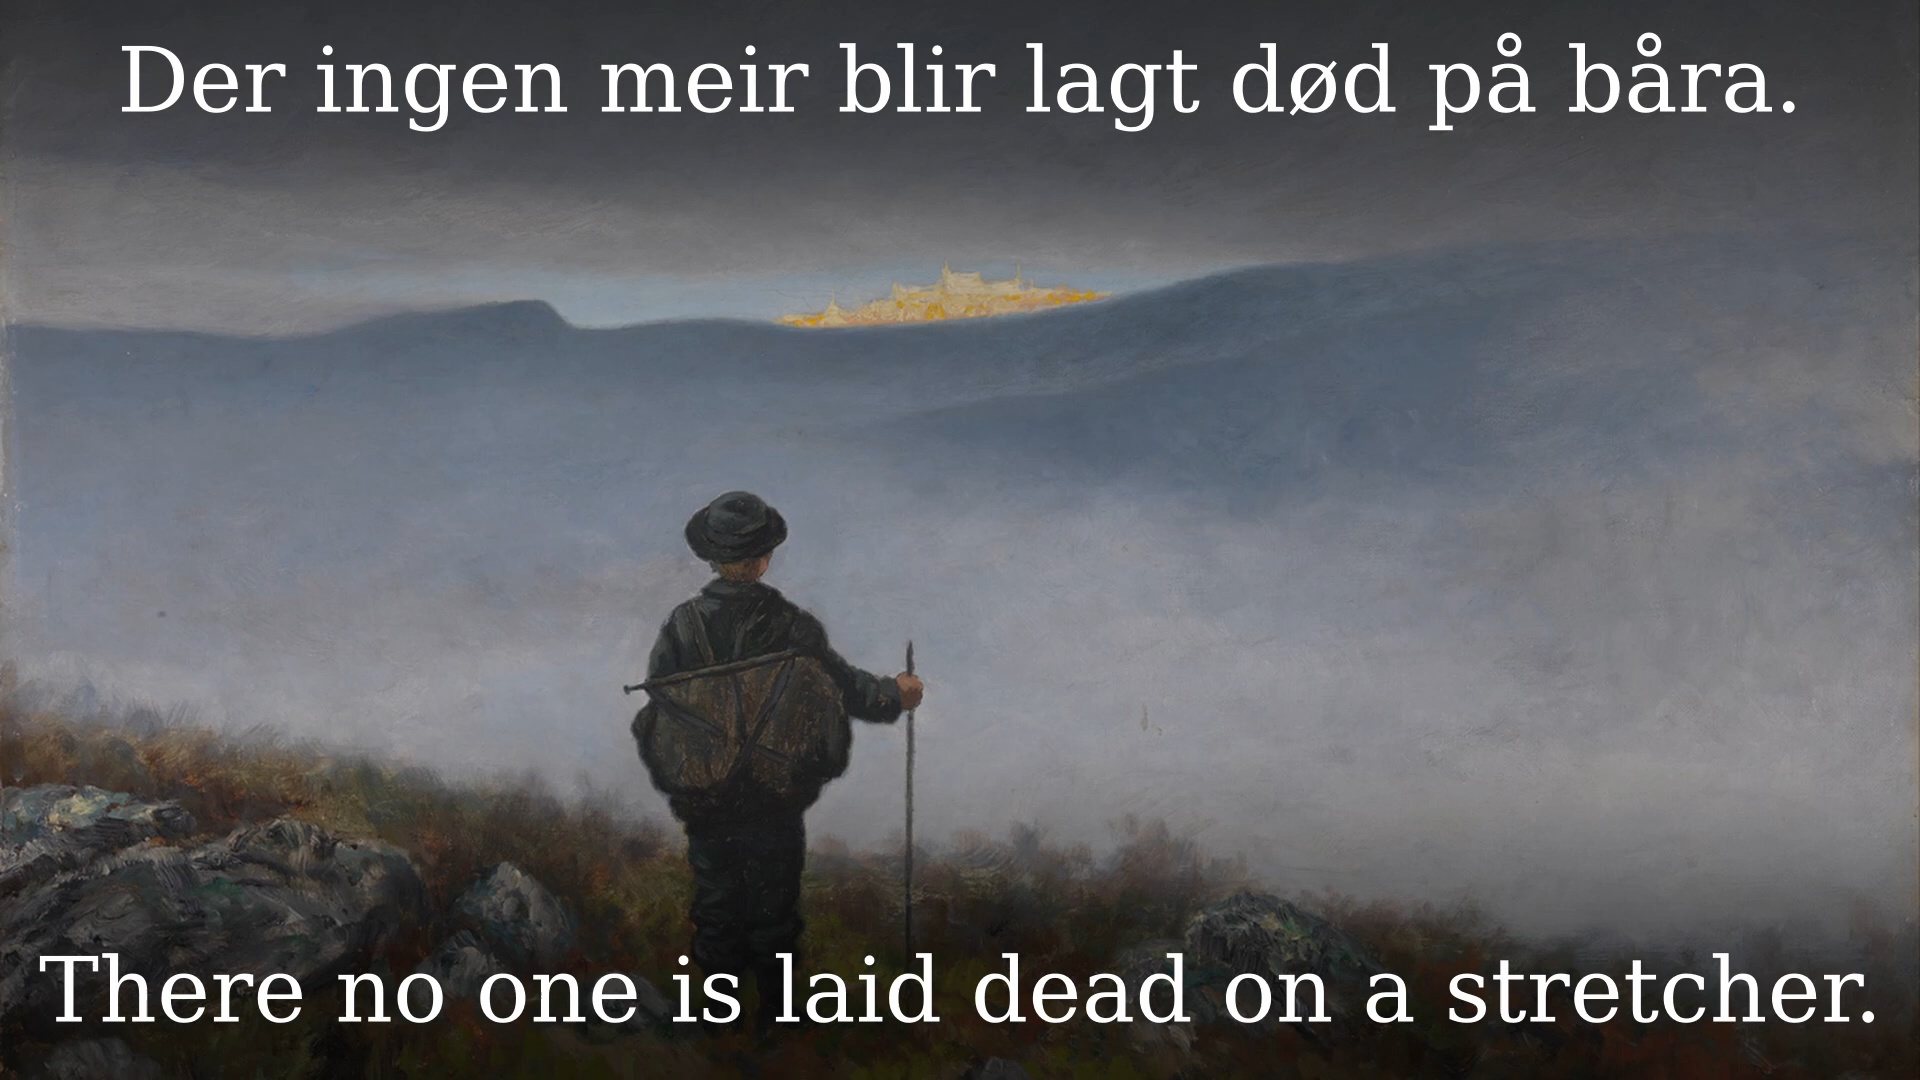 Der ingen meir blir lagt død på båra.
There no one is laid dead on a stretcher.